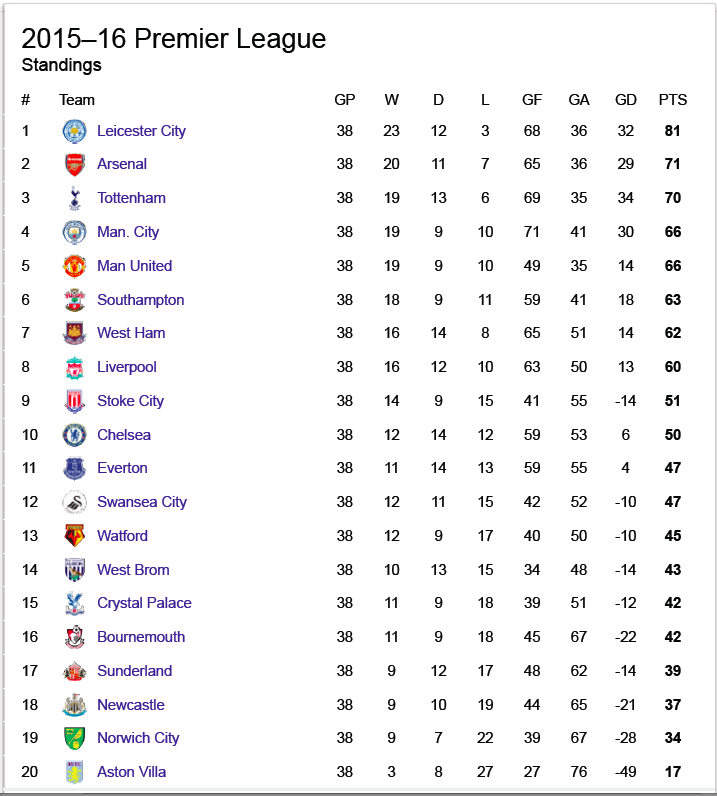 2015–16 Premier League
Standings
# Team GP W D L GF GA GD PTS
1 Leicester City 38 23 12 3 68 36 32 81
2 Arsenal 38 20 11 7 65 36 29 71
3 Tottenham 38 19 13 6 69 35 34 70
4 Man. City 38 19 9 10 71 41 30 66
5 Man United 38 19 9 10 49 35 14 66
6 Southampton 38 18 9 11 59 41 18 63
7 West Ham 38 16 14 8 65 51 14 62
8 Liverpool 38 16 12 10 63 50 13 60
9 Stoke City 38 14 9 15 41 55 -14 51
10 Chelsea 38 12 14 12 59 53 6 50
11 Everton 38 11 14 13 59 55 4 47
12 Swansea City 38 12 11 15 42 52 -10 47
13 Watford 38 12 9 17 40 50 -10 45
14 West Brom 38 10 13 15 34 48 -14 43
15 Crystal Palace 38 11 9 18 39 51 -12 42
16 Bournemouth 38 11 9 18 45 67 -22 42
17 Sunderland 38 9 12 17 48 62 -14 39
18 Newcastle 38 9 10 19 44 65 -21 37
19 Norwich City 38 9 7 22 39 67 -28 34
20 Aston Villa 38 3 8 27 27 76 -49 17